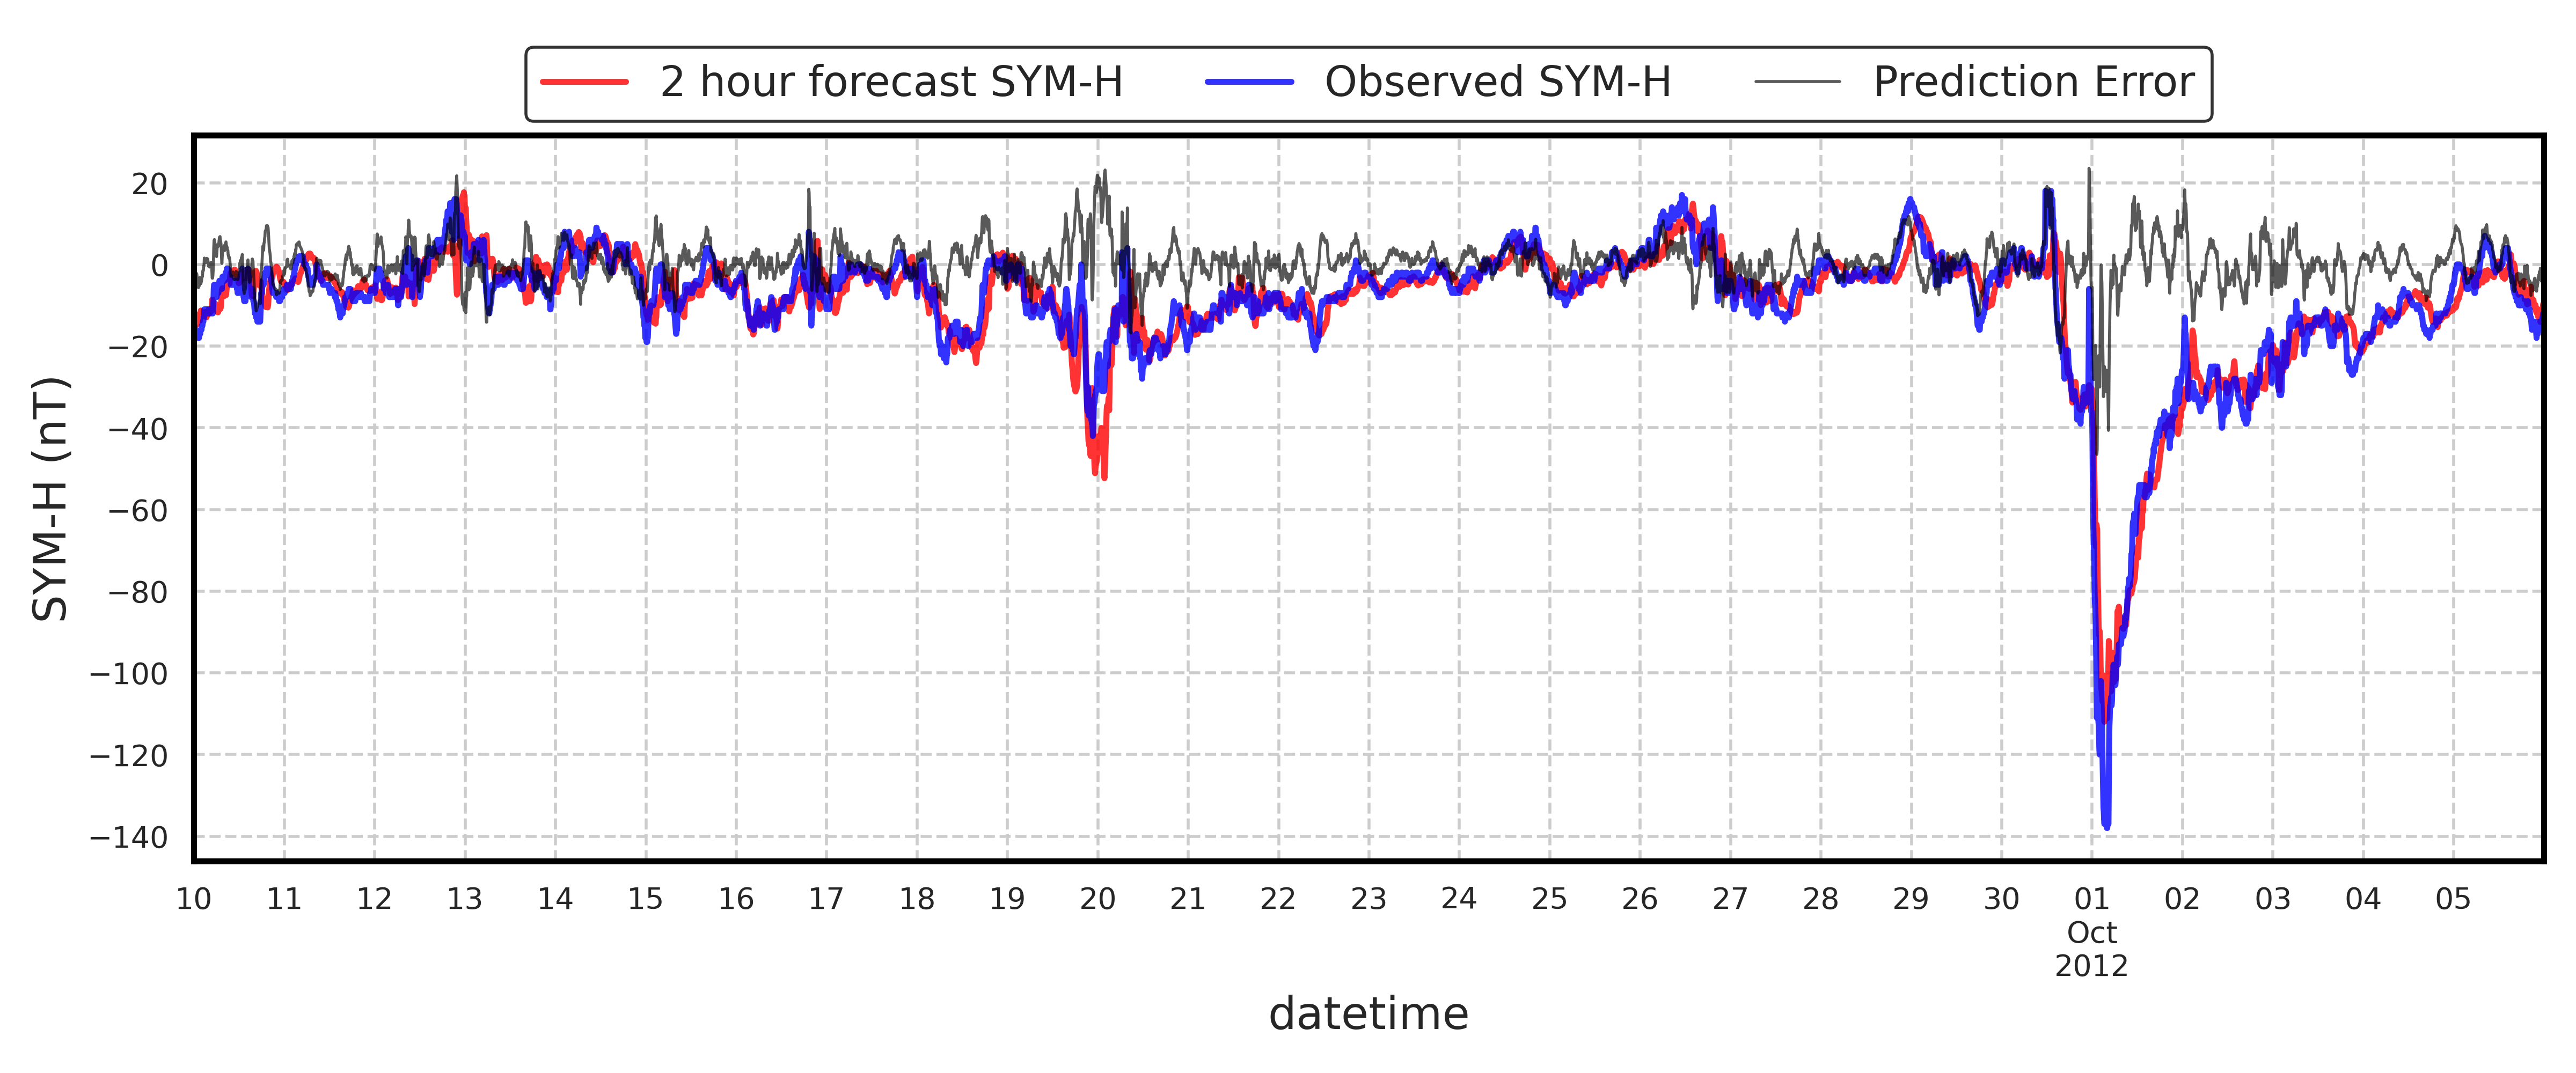 2 hour forecast SYM-H Observed SYM-H Prediction Error
20
0
−20
−40
−60
−80
−100
−120
−140
SYM-H (nT)
10 11 12 13 14 15 16 17 18 19 20 21 22 23 24 25 26 27 28 29 30 01 02 03 04 05
Oct
2012
datetime